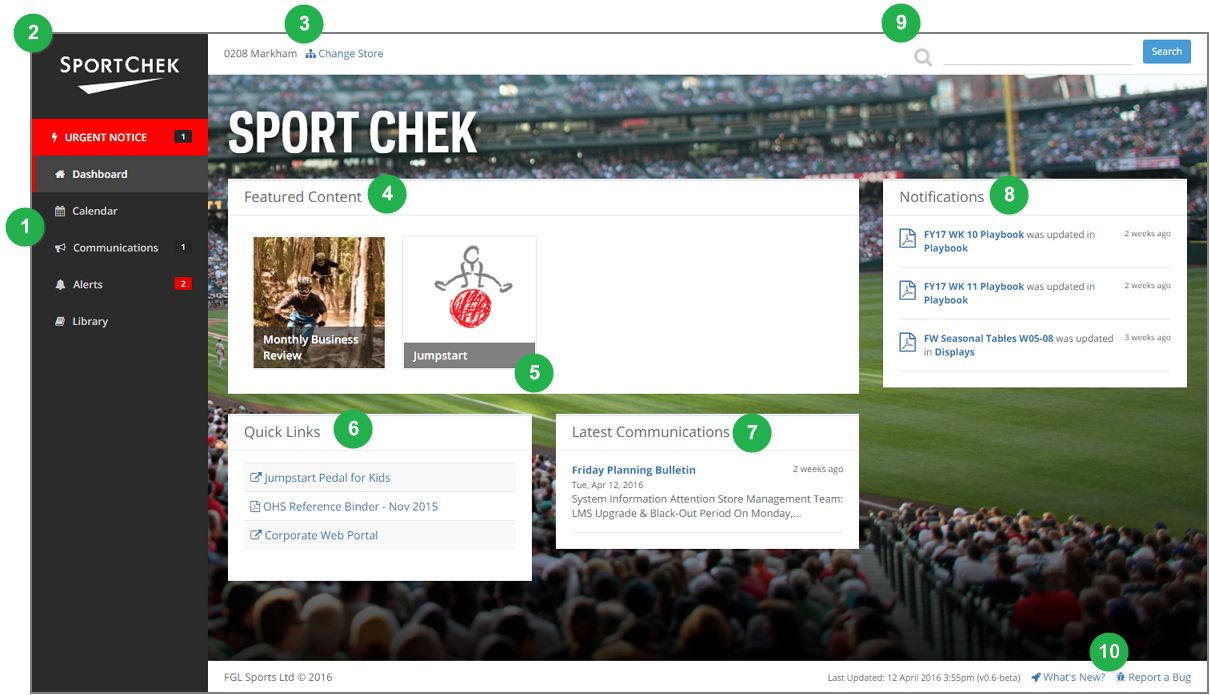 3
9
2
SPORTCHEK
0208 Markham Change Store
Search
URGENT NOTICE 1
Dashboard
1
Calendar
Communications 1
Alerts 2
Library
SPORT CHEK
Featured Content 4
Monthly Business
Review
Jumpstart
5
Notifications 8
FY17 WK 10 Playbook was updated in 2 weeks ago
Playbook
FY17 WK 11 Playbook was updated in 2 weeks ago
Playbook
FW Seasonal Tables W05-08 was updated 3 weeks ago
in Displays
Quick Links 6
Jumpstart Pedal for Kids
OHS Reference Binder - Nov 2015
Corporate Web Portal
Latest Communications 7
Friday Planning Bulletin 2 weeks ago
Tue, Apr 12, 2016
System Information Attention Store Management Team:
LMS Upgrade & Black-Out Period On Monday,...
10
FGL Sports Ltd © 2016
Last Updated: 12 April 2016 3:55pm (v0.6-beta) What's New? Report a Bug